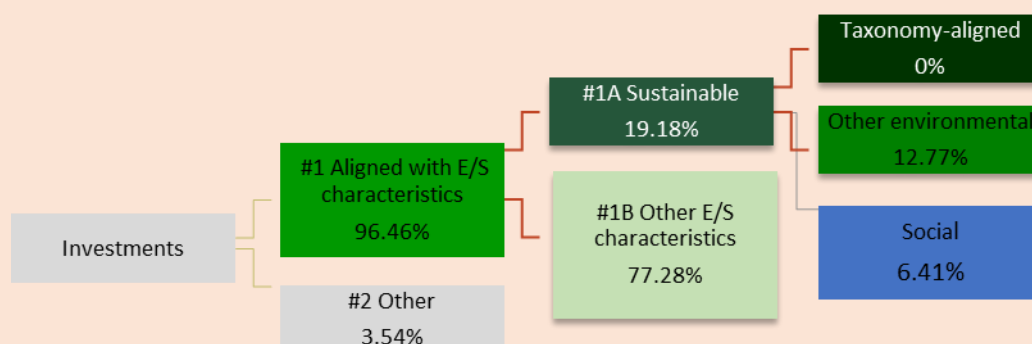 Investments
#1 Aligned with E/S
characteristics
96.46%
#2 Other
3.54%
#1A Sustainable
19.18%
#1B Other E/S
characteristics
77.28%
Taxonomy-aligned
0%
Other environmental
12.77%
Social
6.41%